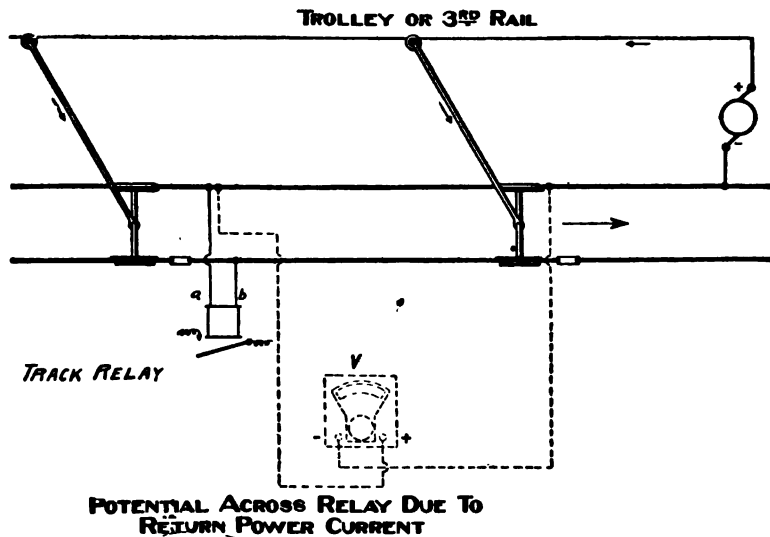 TROLLEY OR 3RD RAIL
+
-
a b
TRACK RELAY
V
- +
POTENTIAL ACROSS RELAY DUE TO
RETURN POWER CURRENT